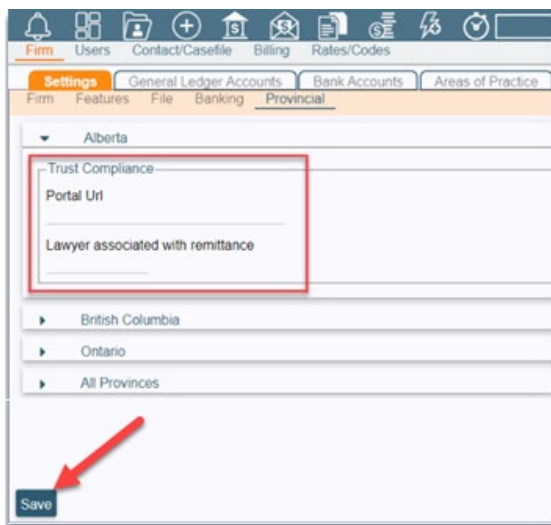 Firm Users Contact/Casefile Billing Rates/Codes
Settings General Ledger Accounts Bank Accounts Areas of Practice
Firm Features File Banking Provincial
Alberta
Trust Compliance
Portal Url
Lawyer associated with remittance
British Columbia
Ontario
All Provinces
Save